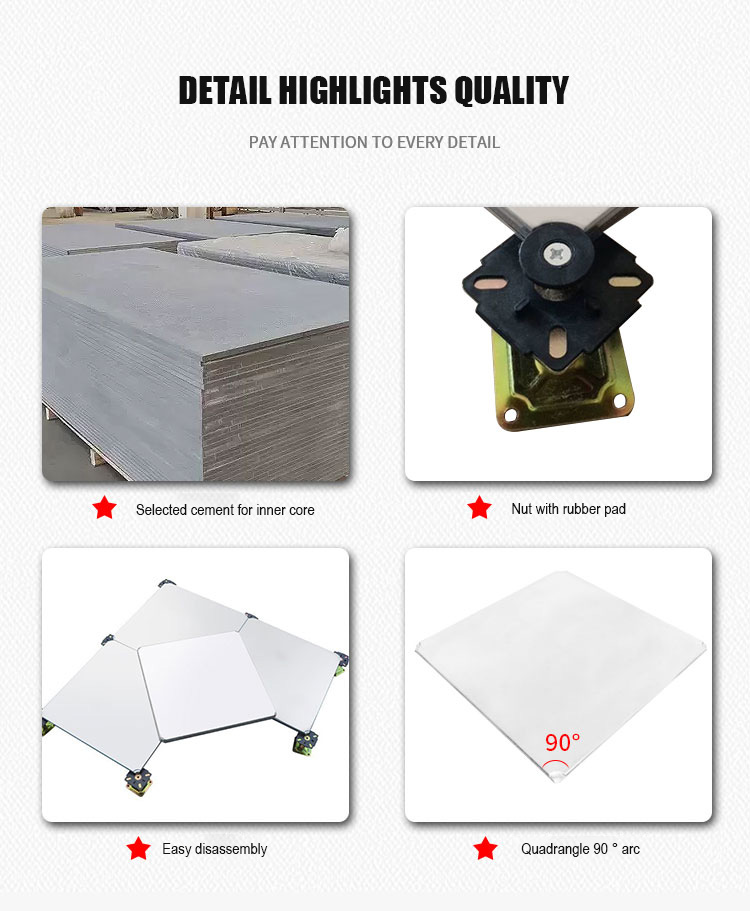 DETAIL HIGHLIGHTS QUALITY
PAY ATTENTION TO EVERY DETAIL
Selected cement for inner core
Nut with rubber pad
90°
Easy disassembly
Quadrangle 90 ° arc